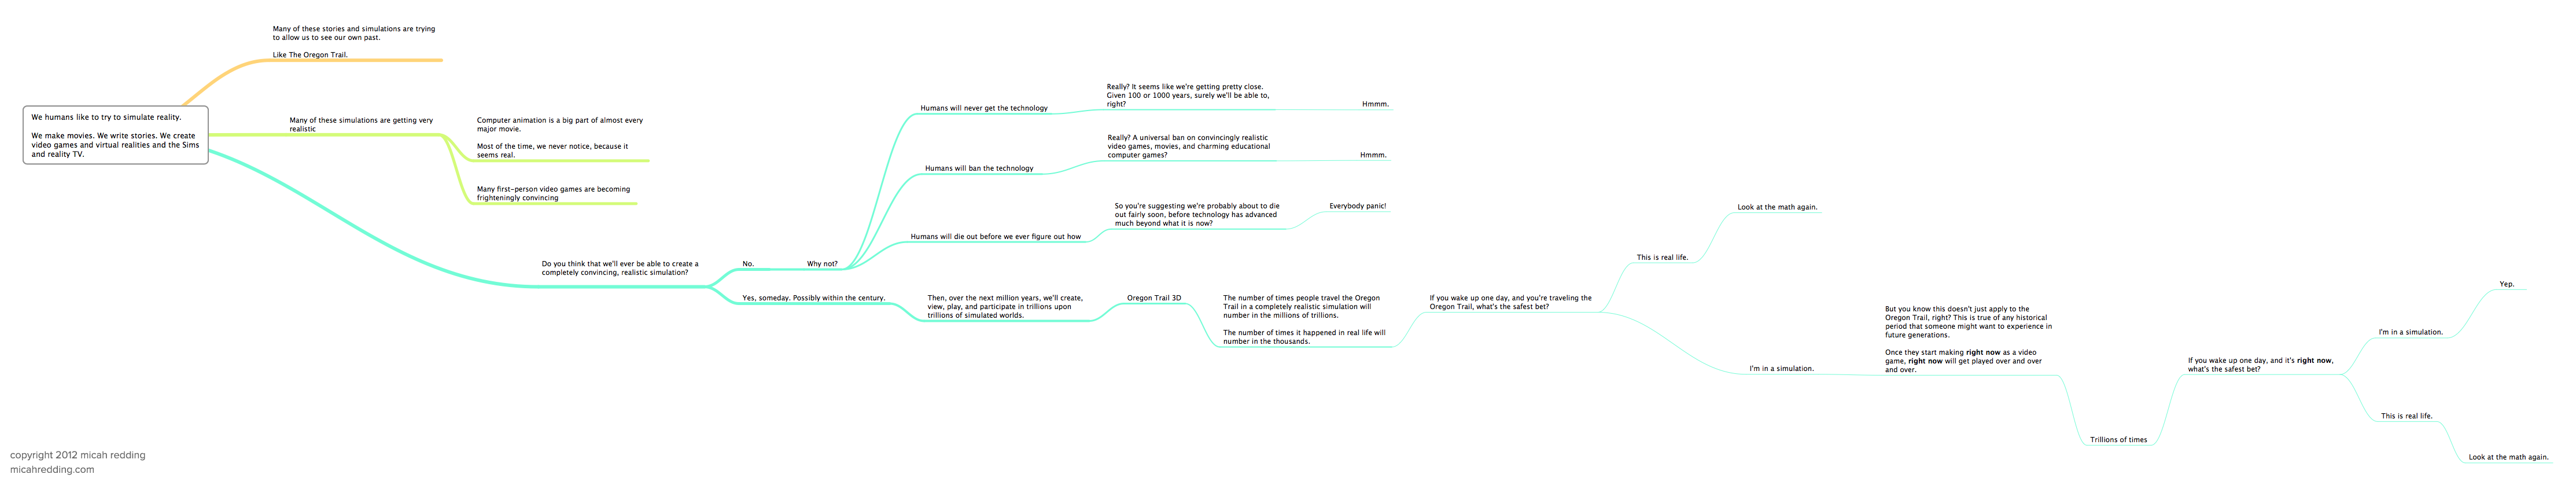 Many of these stories and simulations are trying
to allow us to see our own past.
Like The Oregon Trail.
We humans like to try to simulate reality.
We make movies. We write stories. We create
video games and virtual realities and the Sims
and reality TV.
Many of these simulations are getting very
realistic
Computer animation is a big part of almost every
major movie.
Most of the time, we never notice, because it
seems real.
Many first-person video games are becoming
frighteningly convincing
Do you think that we'll ever be able to create a
completely convincing, realistic simulation?
No.
Why not?
Humans will never get the technology
Really? It seems like we're getting pretty close.
Given 100 or 1000 years, surely we'll be able to,
right?
Hmmm.
Humans will ban the technology
Really? A universal ban on convincingly realistic
video games, movies, and charming educational
computer games?
Hmmm.
Humans will die out before we ever figure out how
So you're suggesting we're probably about to die
out fairly soon, before technology has advanced
much beyond what it is now?
Everybody panic!
Yes, someday. Possibly within the century.
Then, over the next million years, we'll create,
view, play, and participate in trillions upon
trillions of simulated worlds.
Oregon Trail 3D
The number of times people travel the Oregon
Trail in a completely realistic simulation will
number in the millions of trillions.
The number of times it happened in real life will
number in the thousands.
If you wake up one day, and you're traveling the
Oregon Trail, what's the safest bet?
This is real life.
Look at the math again.
I'm in a simulation.
But you know this doesn't just apply to the
Oregon Trail, right? This is true of any historical
period that someone might want to experience in
future generations.
Once they start making right now as a video
game, right now will get played over and over
and over.
Trillions of times
If you wake up one day, and it's right now,
what's the safest bet?
I'm in a simulation.
Yep.
This is real life.
Look at the math again.
copyright 2012 micah redding
micahredding.com